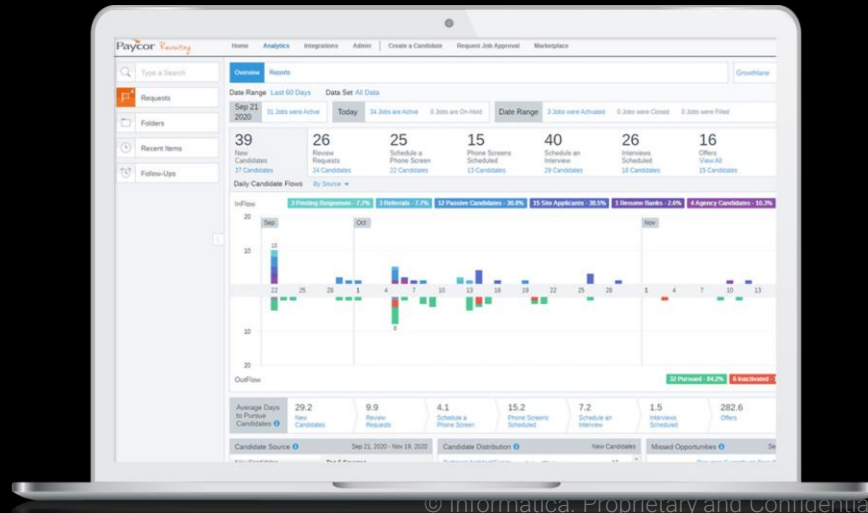 Paycor Recruiting
Home Analytics Integrations Admin Create a Candidate Request Job Approval Marketplace
Type a Search
Requests
Folders
Recent Items
Follow-Ups
Overview Reports
Growthlane
Date Range Last 60 Days Data Set All Data
Sep 21 2020 31 Jobs were Active Today 34 Jobs are Active 0 Jobs are On-Hold Date Range 3 Jobs were Activated 0 Jobs were Closed 0 Jobs were Filled
39 26 25 15 40 26 16
New Candidates Review Requests Schedule a Phone Screen Phone Screens Scheduled Schedule an Interview Interviews Scheduled Offers View All
37 Candidates 24 Candidates 22 Candidates 13 Candidates 29 Candidates 18 Candidates 15 Candidates
Daily Candidate Flows By Source
InFlow 3 Posting Responses - 7.7% 3 Referrals - 7.7% 12 Passive Candidates - 30.8% 15 Site Applicants - 38.5% 1 Resume Banks - 2.6% 4 Agency Candidates - 10.3%
20
Sep Oct Nov
10
10
22 25 28 1 4 7 10 13 16 19 22 25 28 1 4 7 10 13
8
10
20
OutFlow 32 Pursued - 84.2% 6 Inactivated -
Average Days to Pursue Candidates 29.2 9.9 4.1 15.2 7.2 1.5 282.6
New Candidates Review Requests Schedule a Phone Screen Phone Screens Scheduled Schedule an Interview Interviews Scheduled Offers
Candidate Source Sep 21, 2020 - Nov 19, 2020 Candidate Distribution New Candidates Missed Opportunities Se
© Informatica. Proprietary and Confidentia